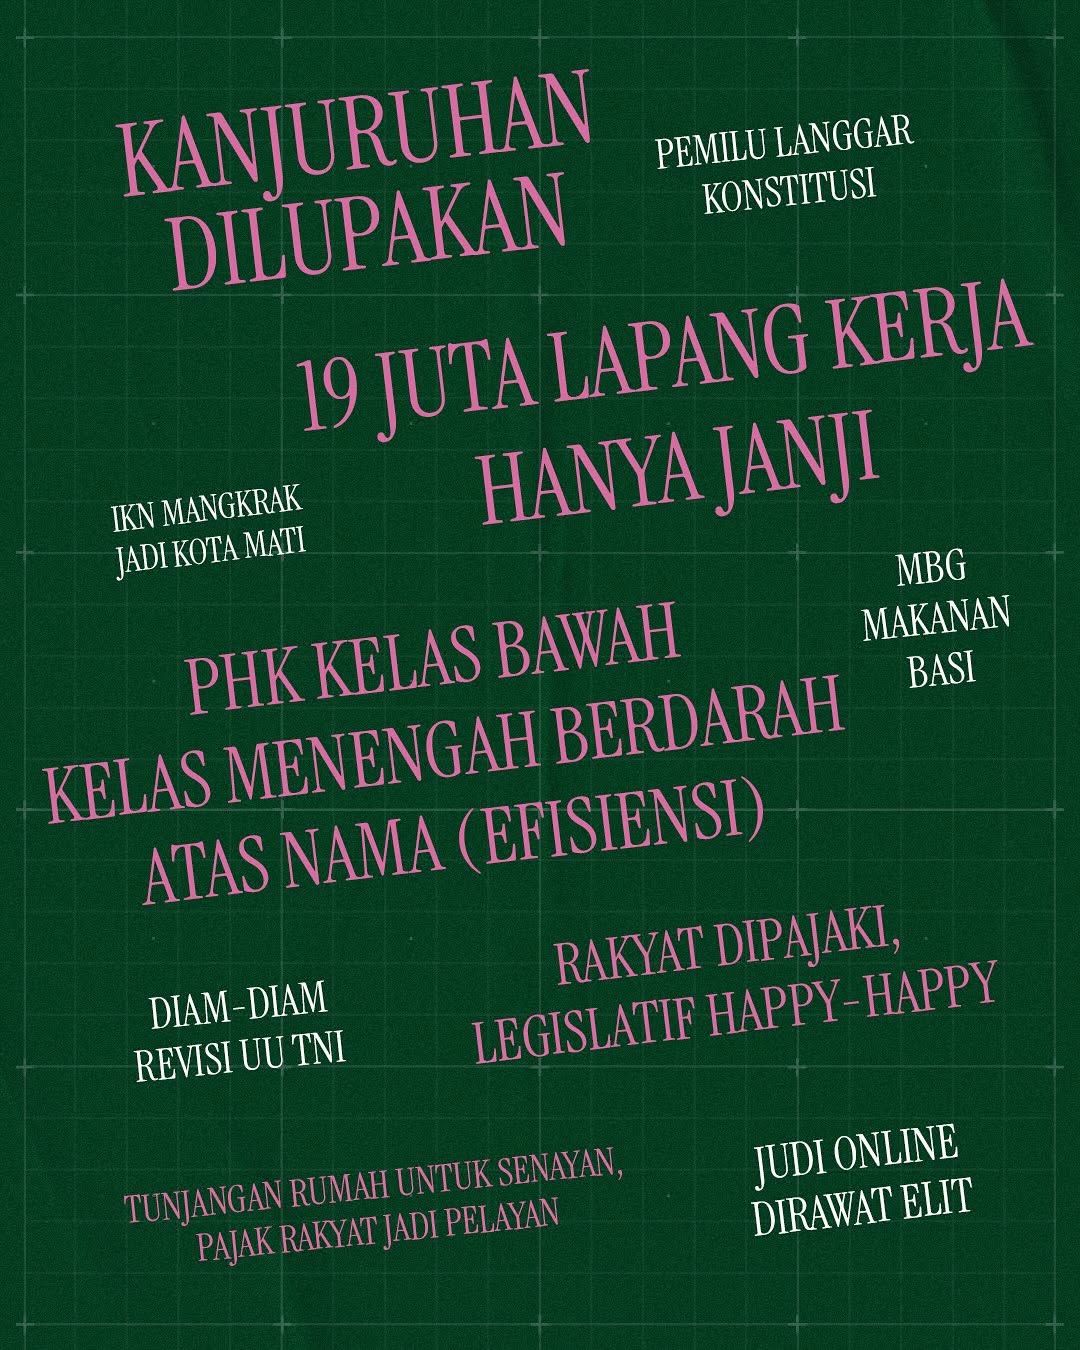 KANJURUHAN
DILUPAKAN
PEMILU LANGGAR
KONSTITUSI
19 JUTA LAPANG KERJA
HANYA JANJI
IKN MANGKRAK
JADI KOTA MATI
MBG
MAKANAN
BASI
PHK KELAS BAWAH
KELAS MENENGAH BERDARAH
ATAS NAMA (EFISIENSI)
RAKYAT DIPAJAKI,
LEGISLATIF HAPPY-HAPPY
DIAM-DIAM
REVISI UU TNI
TUNJANGAN RUMAH UNTUK SENAYAN,
PAJAK RAKYAT JADI PELAYAN
JUDI ONLINE
DIRAWAT ELIT